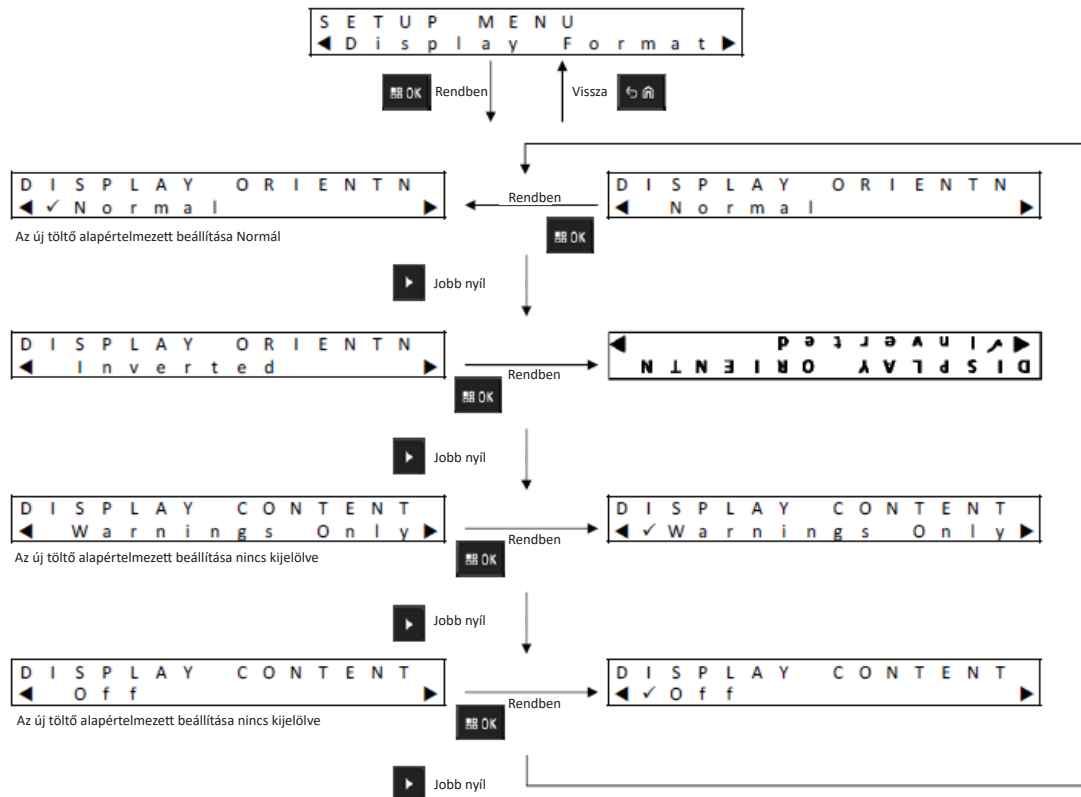 SETUP MENU
◀Display Format▶
OK Rendben Vissza
DISPLAY ORIENTN
◀✓Normal ▶
Rendben
DISPLAY ORIENTN
◀ Normal ▶
Az új töltő alapértelmezett beállítása Normál
OK
Jobb nyíl
DISPLAY ORIENTN
◀ Inverted ▶
Rendben
DISPLAY ORIENTN
◀✓Inverted ▶
OK
Jobb nyíl
DISPLAY CONTENT
◀ Warnings Only▶
Rendben
DISPLAY CONTENT
◀✓Warnings Only▶
Az új töltő alapértelmezett beállítása nincs kijelölve
OK
Jobb nyíl
DISPLAY CONTENT
◀ Off ▶
Rendben
DISPLAY CONTENT
◀✓Off ▶
Az új töltő alapértelmezett beállítása nincs kijelölve
OK
Jobb nyíl